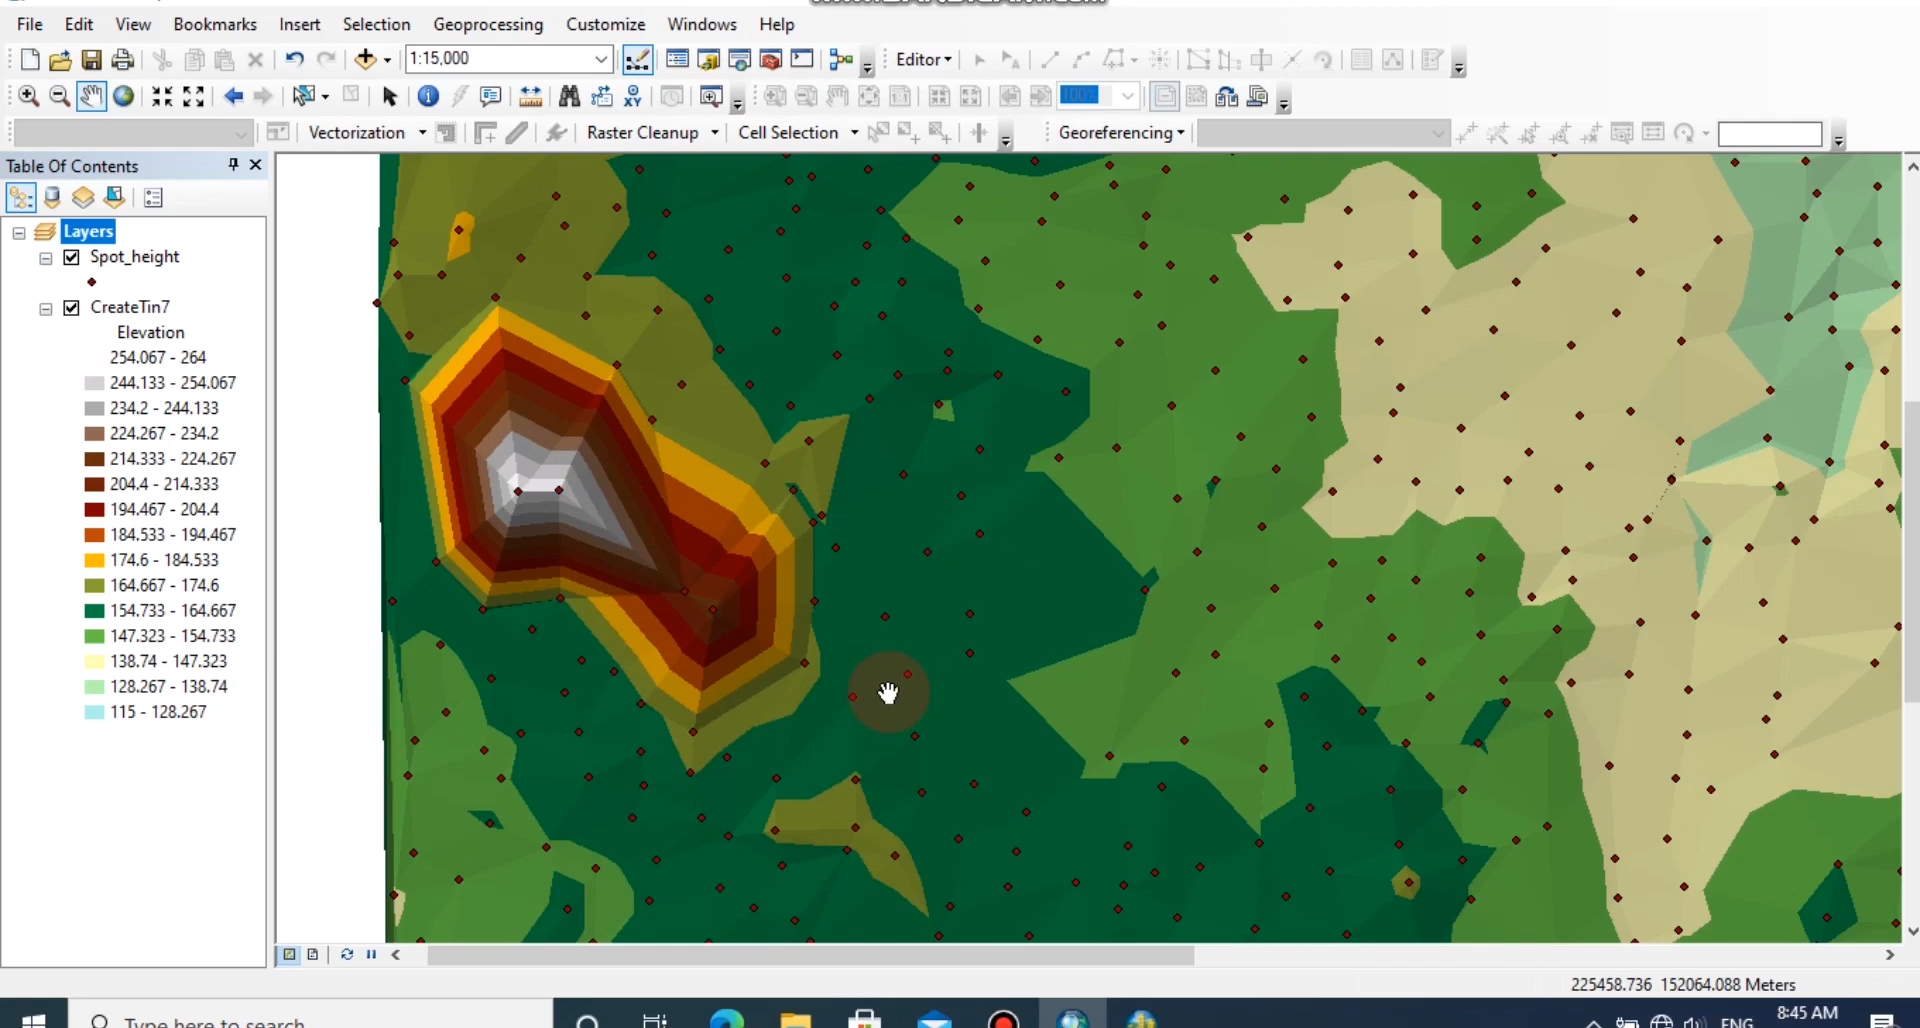 File Edit View Bookmarks Insert Selection Geoprocessing Customize Windows Help
1:15,000 Editor
100%
Vectorization Raster Cleanup Cell Selection Georeferencing
Table Of Contents
Layers
Spot_height
CreateTin7
Elevation
254.067 - 264
244.133 - 254.067
234.2 - 244.133
224.267 - 234.2
214.333 - 224.267
204.4 - 214.333
194.467 - 204.4
184.533 - 194.467
174.6 - 184.533
164.667 - 174.6
154.733 - 164.667
147.323 - 154.733
138.74 - 147.323
128.267 - 138.74
115 - 128.267
225458.736 152064.088 Meters
Type here to search
ENG
8:45 AM